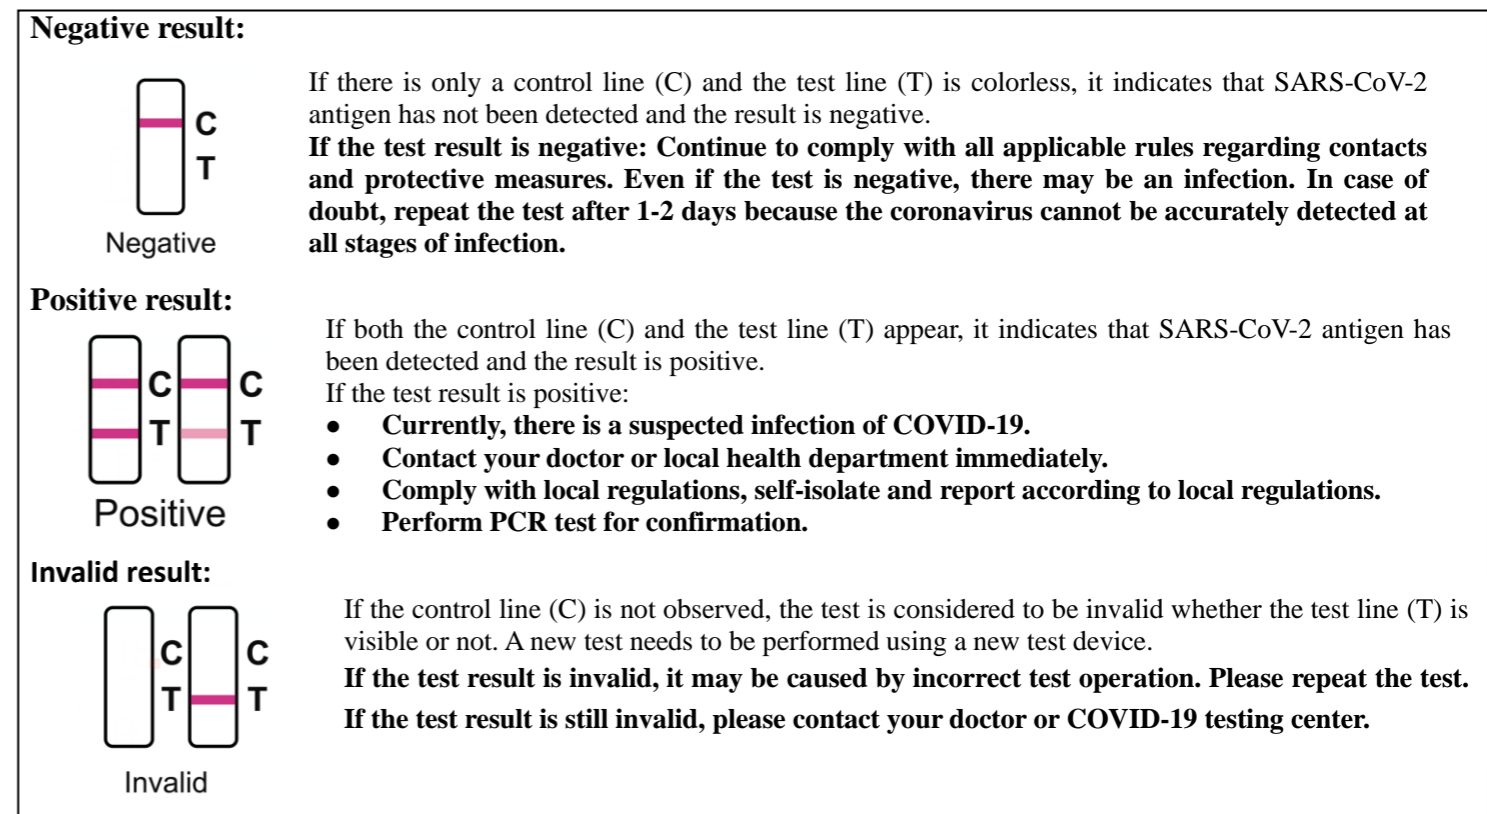 Negative result:
C
T
Negative
If there is only a control line (C) and the test line (T) is colorless, it indicates that SARS-CoV-2
antigen has not been detected and the result is negative.
If the test result is negative: Continue to comply with all applicable rules regarding contacts
and protective measures. Even if the test is negative, there may be an infection. In case of
doubt, repeat the test after 1-2 days because the coronavirus cannot be accurately detected at
all stages of infection.
Positive result:
C C
T T
Positive
If both the control line (C) and the test line (T) appear, it indicates that SARS-CoV-2 antigen has
been detected and the result is positive.
If the test result is positive:
● Currently, there is a suspected infection of COVID-19.
● Contact your doctor or local health department immediately.
● Comply with local regulations, self-isolate and report according to local regulations.
● Perform PCR test for confirmation.
Invalid result:
C C
T T
Invalid
If the control line (C) is not observed, the test is considered to be invalid whether the test line (T) is
visible or not. A new test needs to be performed using a new test device.
If the test result is invalid, it may be caused by incorrect test operation. Please repeat the test.
If the test result is still invalid, please contact your doctor or COVID-19 testing center.